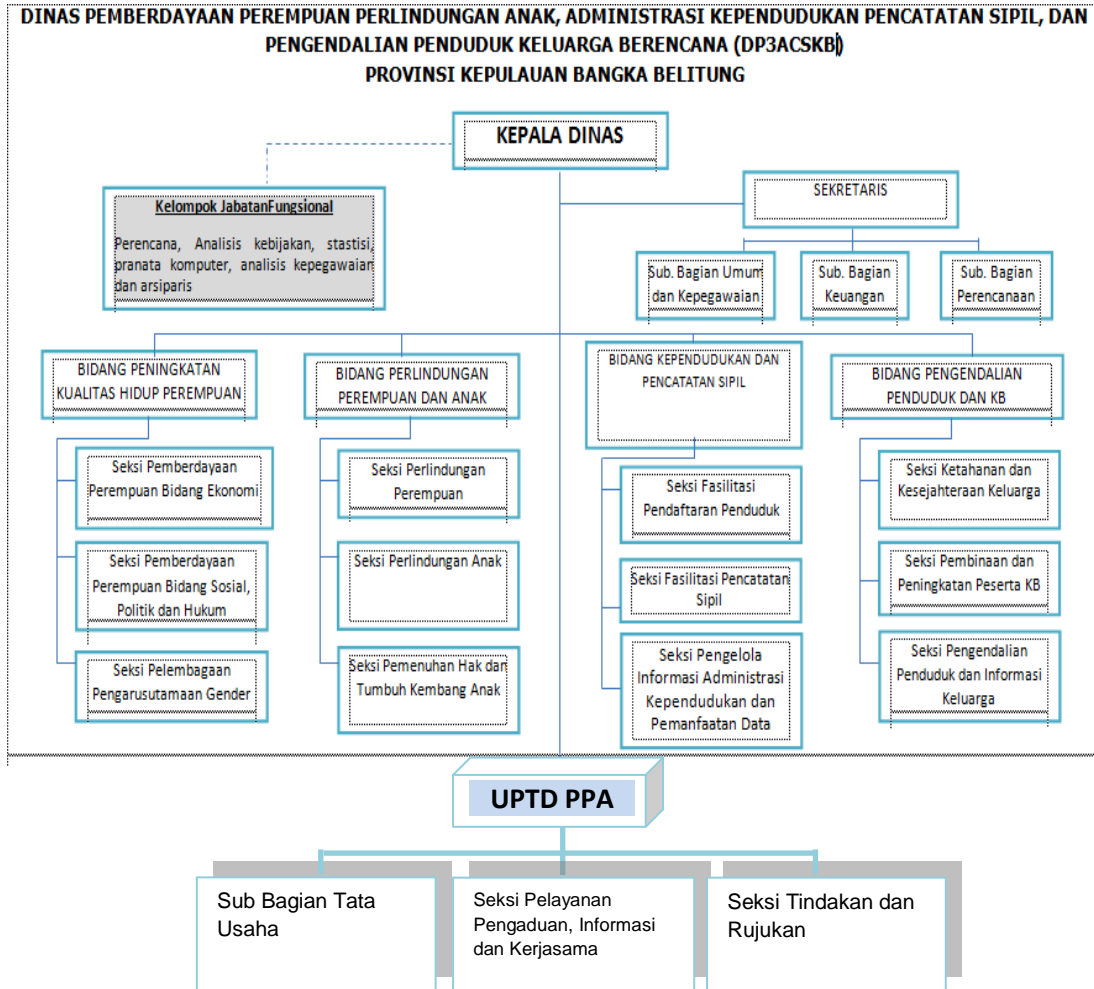 DINAS PEMBERDAYAAN PEREMPUAN PERLINDUNGAN ANAK, ADMINISTRASI KEPENDUDUKAN PENCATATAN SIPIL, DAN
PENGENDALIAN PENDUDUK KELUARGA BERENCANA (DP3ACSKB)
PROVINSI KEPULAUAN BANGKA BELITUNG
KEPALA DINAS
Kelompok JabatanFungsional
Perencana, Analisis kebijakan, stastisi,
pranata komputer, analisis kepegawaian
dan arsiparis
SEKRETARIS
Sub. Bagian Umum
dan Kepegawaian
Sub. Bagian
Keuangan
Sub. Bagian
Perencanaan
BIDANG PENINGKATAN
KUALITAS HIDUP PEREMPUAN
Seksi Pemberdayaan
Perempuan Bidang Ekonomi
Seksi Pemberdayaan
Perempuan Bidang Sosial,
Politik dan Hukum
Seksi Pelembagaan
Pengarusutamaan Gender
BIDANG PERLINDUNGAN
PEREMPUAN DAN ANAK
Seksi Perlindungan
Perempuan
Seksi Perlindungan Anak
Seksi Pemenuhan Hak dan
Tumbuh Kembang Anak
BIDANG KEPENDUDUKAN DAN
PENCATATAN SIPIL
Seksi Fasilitasi
Pendaftaran Penduduk
Seksi Fasilitasi Pencatatan
Sipil
Seksi Pengelola
Informasi Administrasi
Kependudukan dan
Pemanfaatan Data
BIDANG PENGENDALIAN
PENDUDUK DAN KB
Seksi Ketahanan dan
Kesejahteraan Keluarga
Seksi Pembinaan dan
Peningkatan Peserta KB
Seksi Pengendalian
Penduduk dan Informasi
Keluarga
UPTD PPA
Sub Bagian Tata
Usaha
Seksi Pelayanan
Pengaduan, Informasi
dan Kerjasama
Seksi Tindakan dan
Rujukan